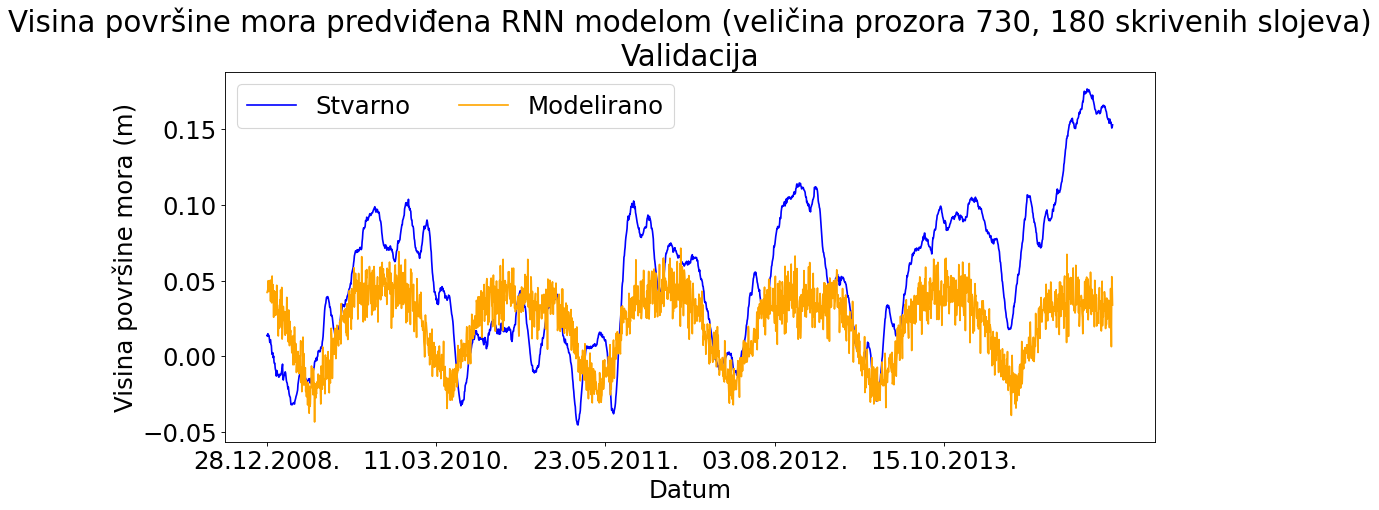 Visina površine mora predviđena RNN modelom (veličina prozora 730, 180 skrivenih slojeva)
Validacija
Stvarno
Modelirano
Visina površine mora (m)
0.15
0.10
0.05
0.00
−0.05
28.12.2008.
11.03.2010.
23.05.2011.
03.08.2012.
15.10.2013.
Datum